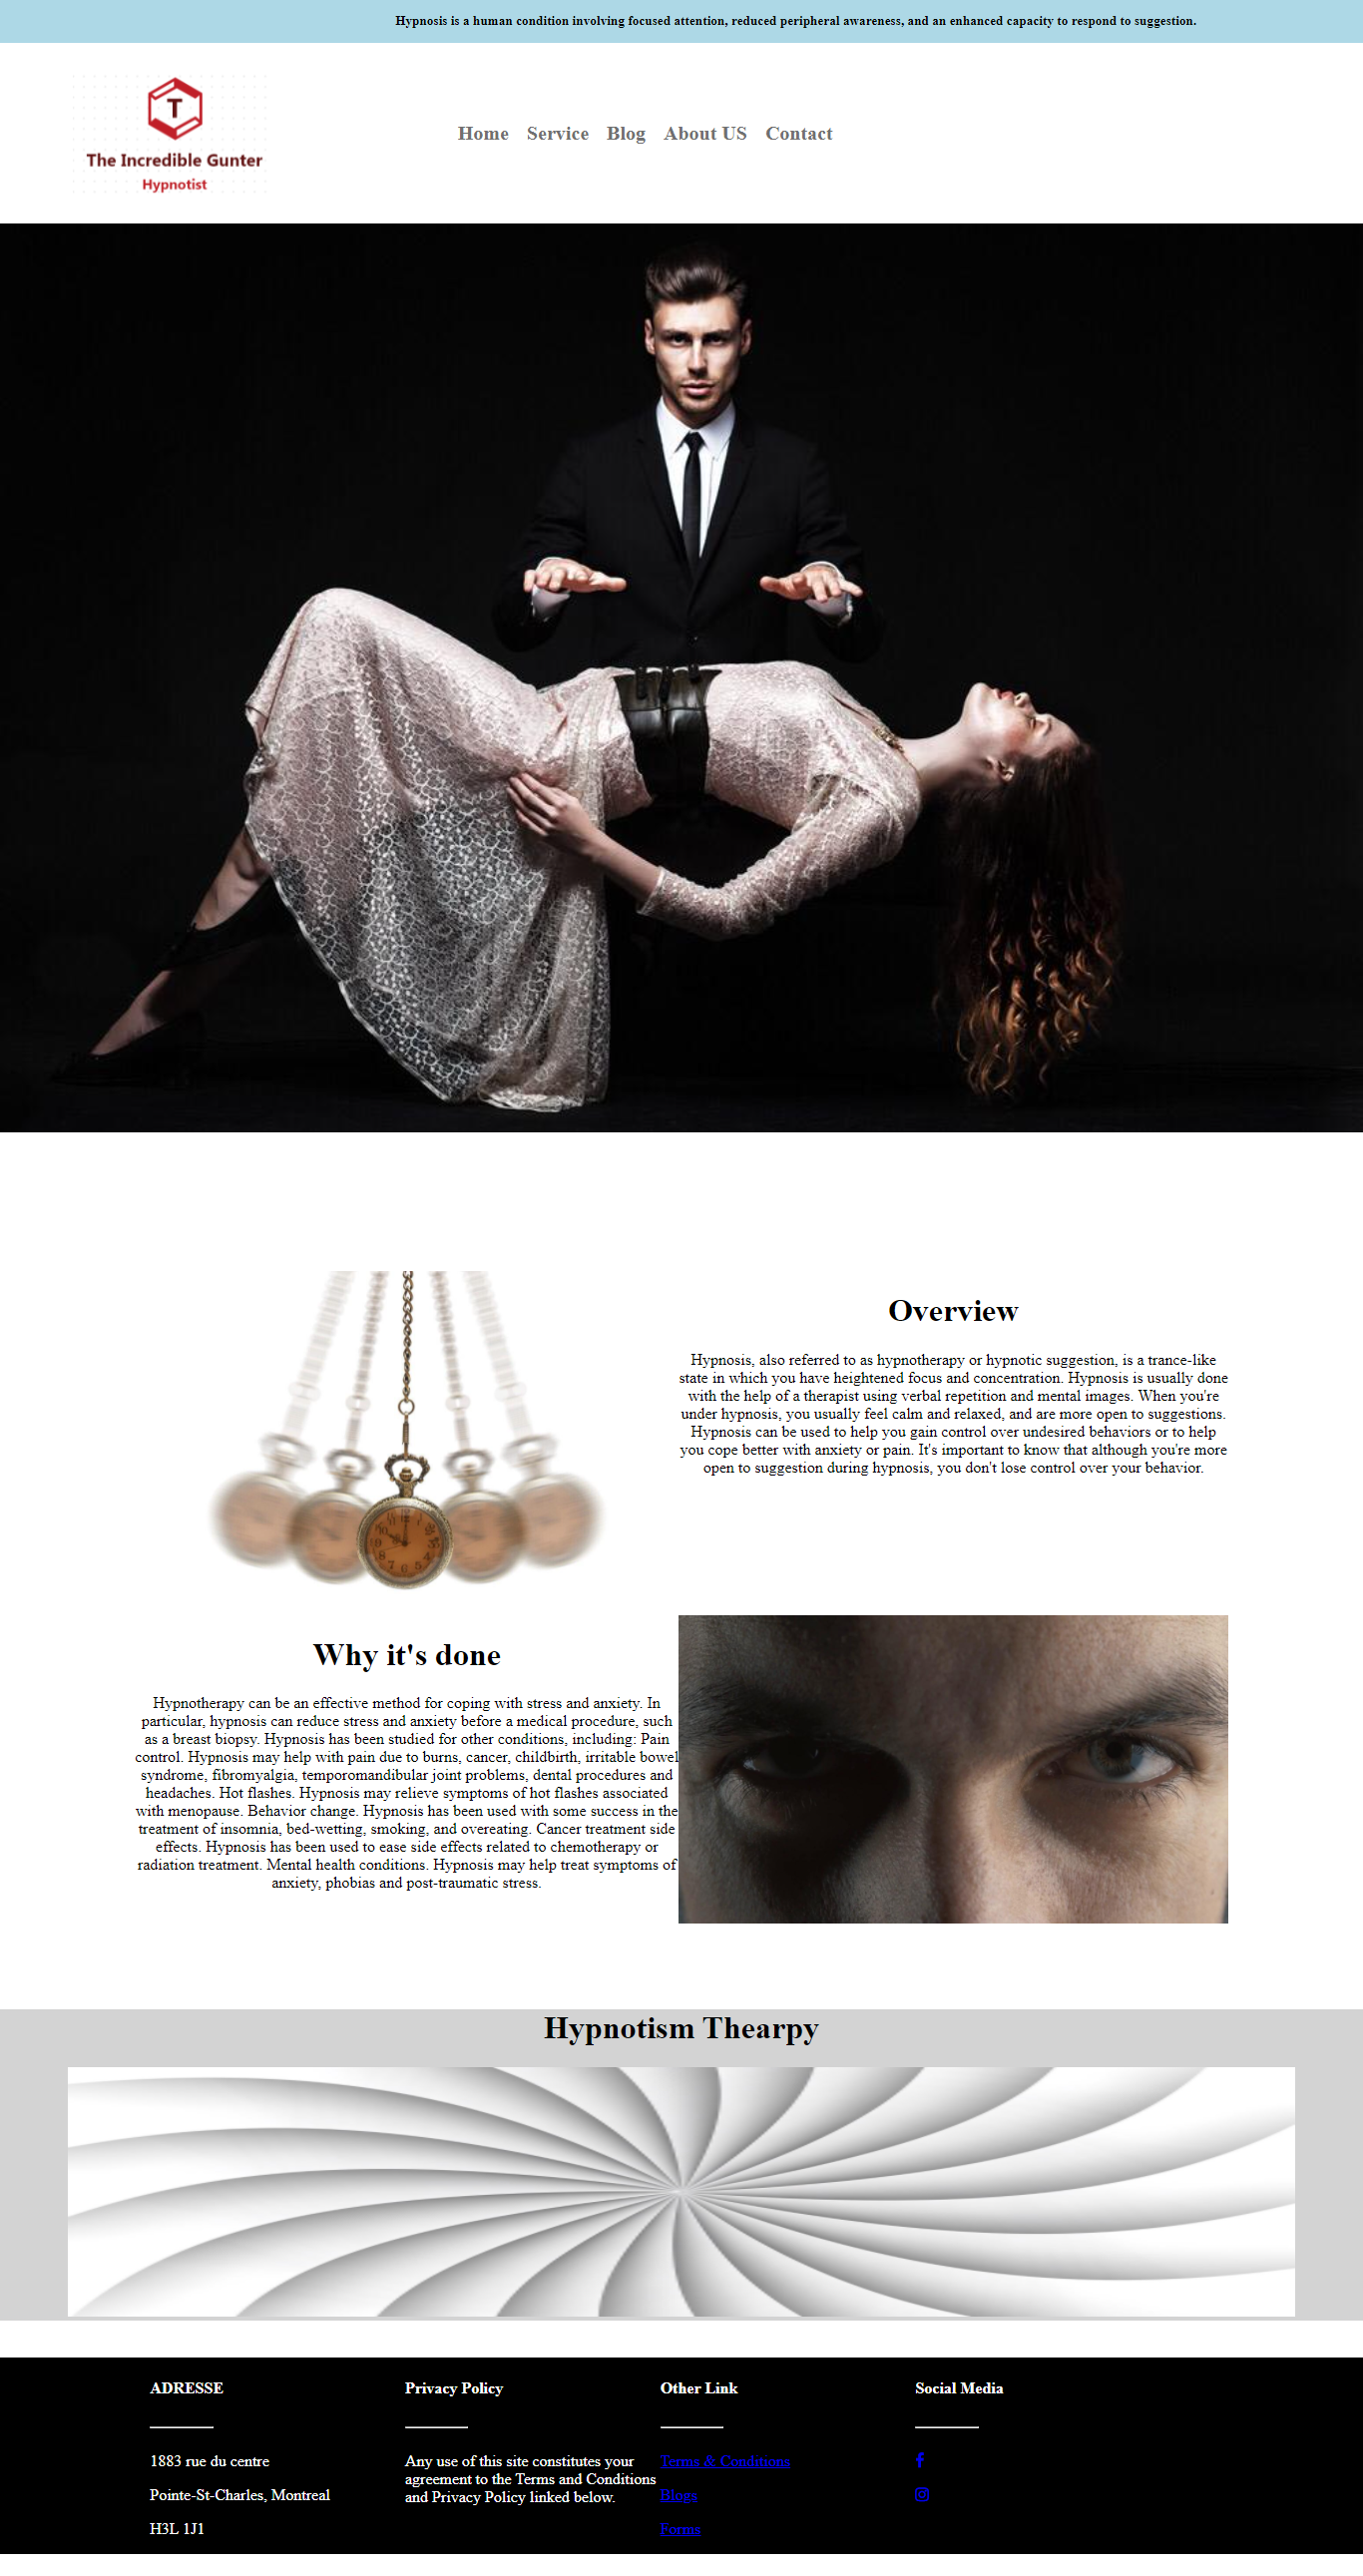 Hypnosis is a human condition involving focused attention, reduced peripheral awareness, and an enhanced capacity to respond to suggestion.
T
The Incredible Gunter
Hypnotist
Home Service Blog About US Contact
Overview
Hypnosis, also referred to as hypnotherapy or hypnotic suggestion, is a trance-like
state in which you have heightened focus and concentration. Hypnosis is usually done
with the help of a therapist using verbal repetition and mental images. When you're
under hypnosis, you usually feel calm and relaxed, and are more open to suggestions.
Hypnosis can be used to help you gain control over undesired behaviors or to help
you cope better with anxiety or pain. It's important to know that although you're more
open to suggestion during hypnosis, you don't lose control over your behavior.
Why it's done
Hypnotherapy can be an effective method for coping with stress and anxiety. In
particular, hypnosis can reduce stress and anxiety before a medical procedure, such
as a breast biopsy. Hypnosis has been studied for other conditions, including: Pain
control. Hypnosis may help with pain due to burns, cancer, childbirth, irritable bowel
syndrome, fibromyalgia, temporomandibular joint problems, dental procedures and
headaches. Hot flashes. Hypnosis may relieve symptoms of hot flashes associated
with menopause. Behavior change. Hypnosis has been used with some success in the
treatment of insomnia, bed-wetting, smoking, and overeating. Cancer treatment side
effects. Hypnosis has been used to ease side effects related to chemotherapy or
radiation treatment. Mental health conditions. Hypnosis may help treat symptoms of
anxiety, phobias and post-traumatic stress.
Hypnotism Thearpy
ADRESSE
1883 rue du centre
Pointe-St-Charles, Montreal
H3L 1J1
Privacy Policy
Any use of this site constitutes your
agreement to the Terms and Conditions
and Privacy Policy linked below.
Other Link
Terms & Conditions
Blogs
Forms
Social Media